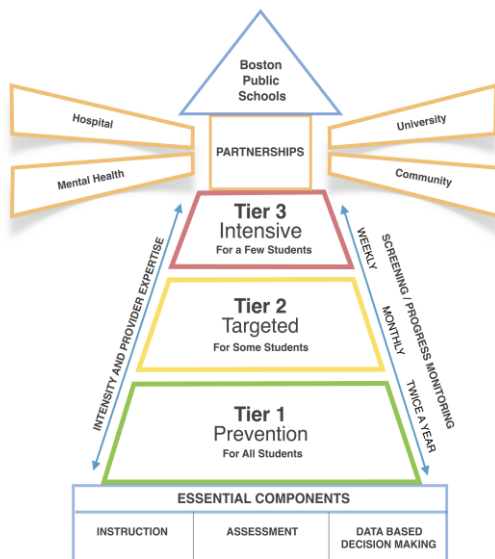 Boston
Public
Schools
Hospital
University
PARTNERSHIPS
Mental Health
Community
Tier 3
Intensive
For a Few Students
Tier 2
Targeted
For Some Students
Tier 1
Prevention
For All Students
INTENSITY AND PROVIDER EXPERTISE
WEEKLY
MONTHLY
TWICE A YEAR
SCREENING / PROGRESS MONITORING
ESSENTIAL COMPONENTS
INSTRUCTION
ASSESSMENT
DATA BASED
DECISION MAKING